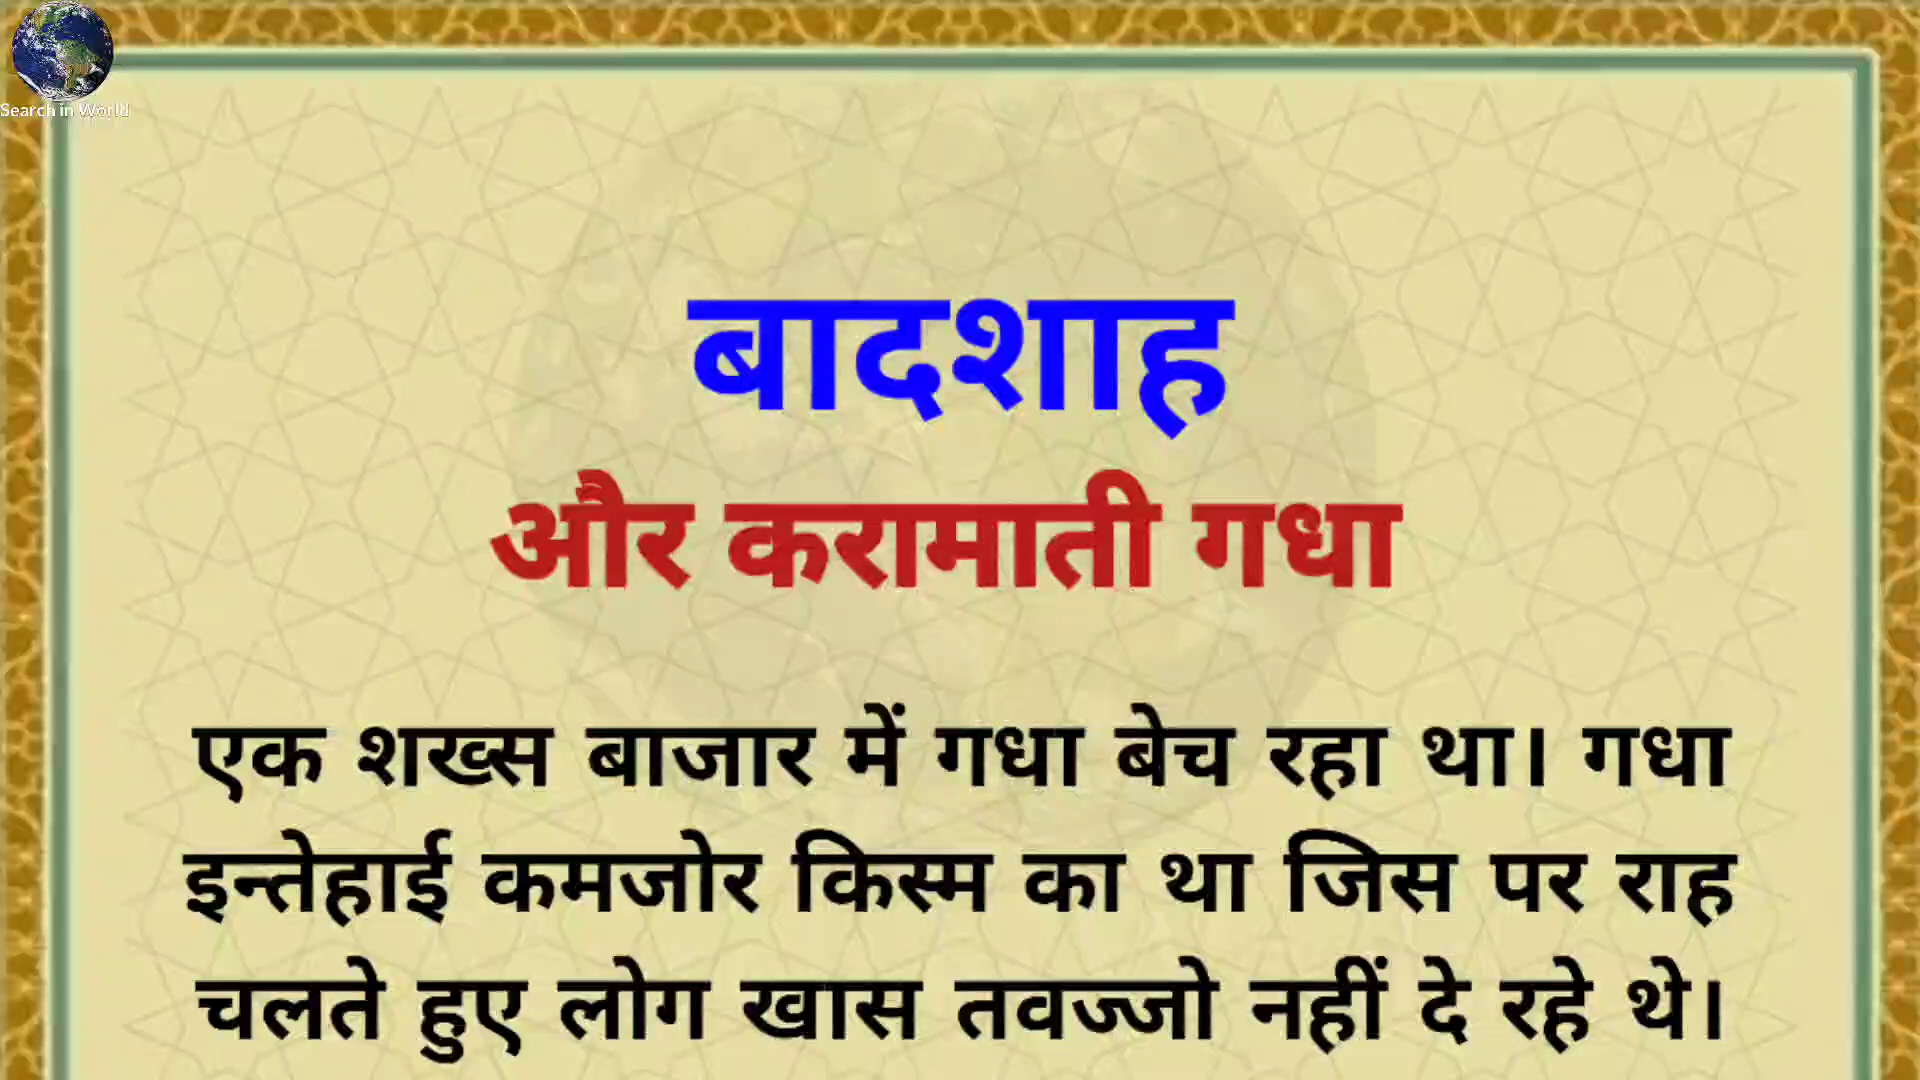 Search in World
बादशाह
और करामाती गधा
एक शख्स बाजार में गधा बेच रहा था। गधा
इन्तेहाई कमजोर किस्म का था जिस पर राह
चलते हुए लोग खास तवज्जो नहीं दे रहे थे।